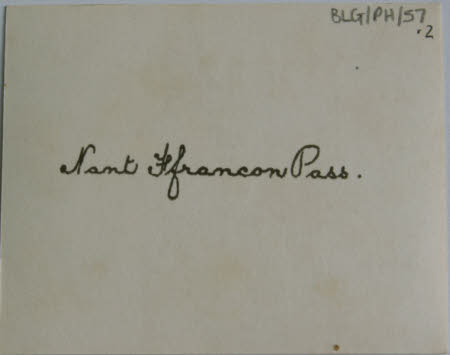 BLG/PH/57
.2
Nant Ffrancon Pass.